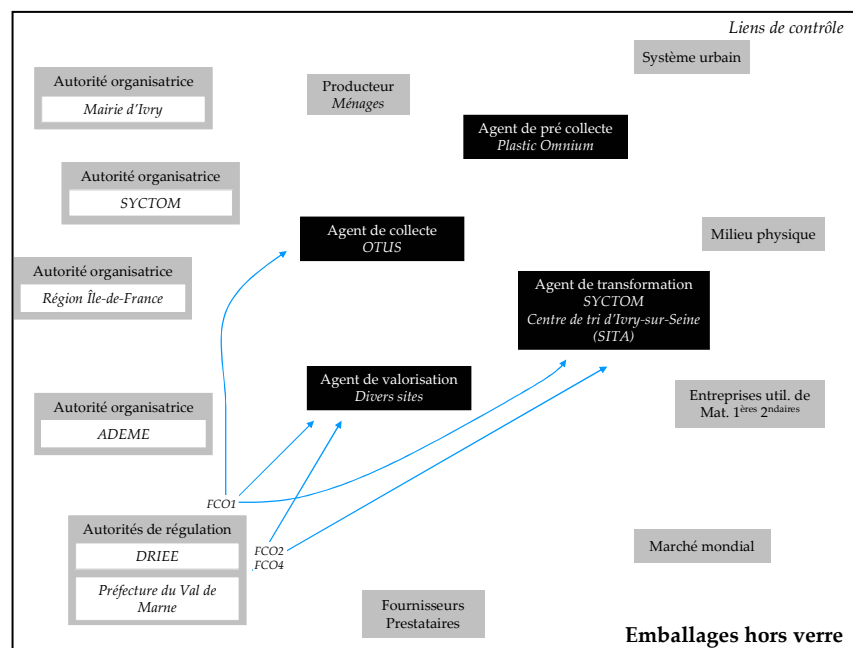 Liens de contrôle
Système urbain
Autorité organisatrice
Mairie d'Ivry
Producteur
Ménages
Agent de pré collecte
Plastic Omnium
Autorité organisatrice
SYCTOM
Agent de collecte
OTUS
Milieu physique
Autorité organisatrice
Région Île-de-France
Agent de transformation
SYCTOM
Centre de tri d'Ivry-sur-Seine
(SITA)
Agent de valorisation
Divers sites
Entreprises util. de
Mat. 1ères 2ndaires
Autorité organisatrice
ADEME
FCO1
Autorités de régulation
DRIEE
Préfecture du Val de
Marne
FCO2
FCO4
Marché mondial
Fournisseurs
Prestataires
Emballages hors verre